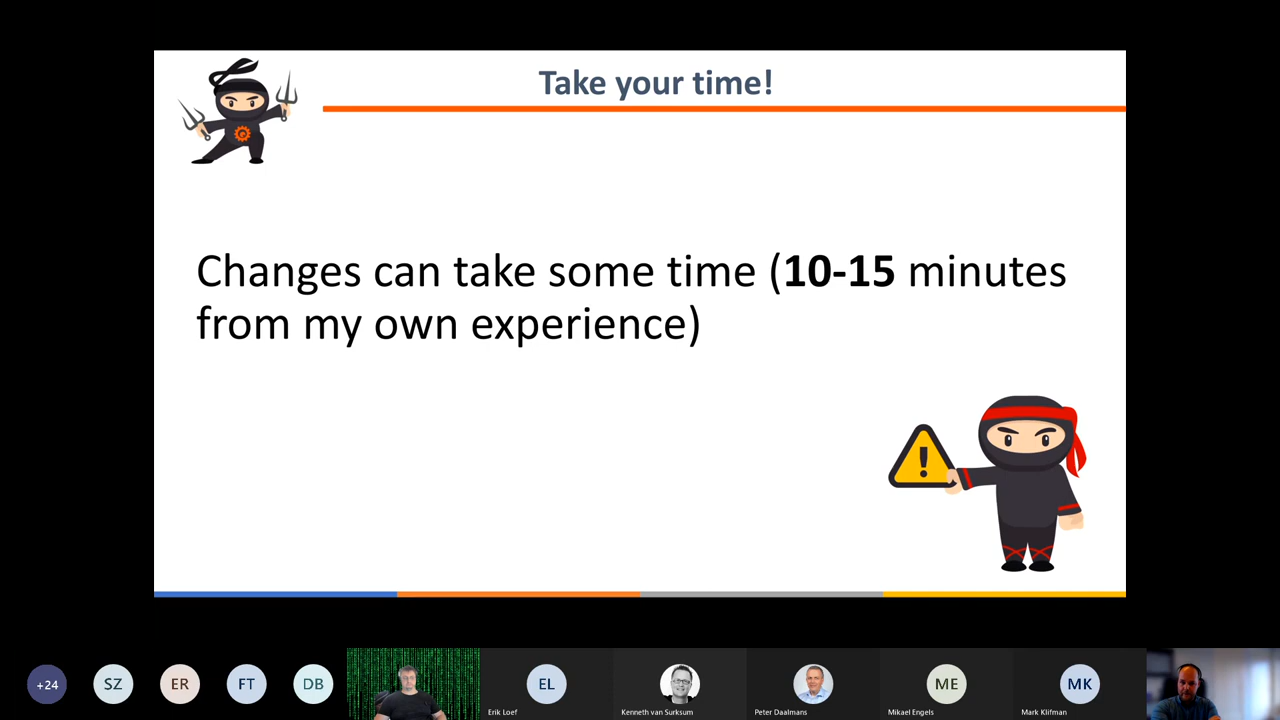 Take your time!
Changes can take some time (10-15 minutes
from my own experience)
+24
SZ
ER
FT
DB
EL
ME
MK
Erik Loef
Kenneth van Surksum
Peter Daalmans
Mikael Engels
Mark Klifman